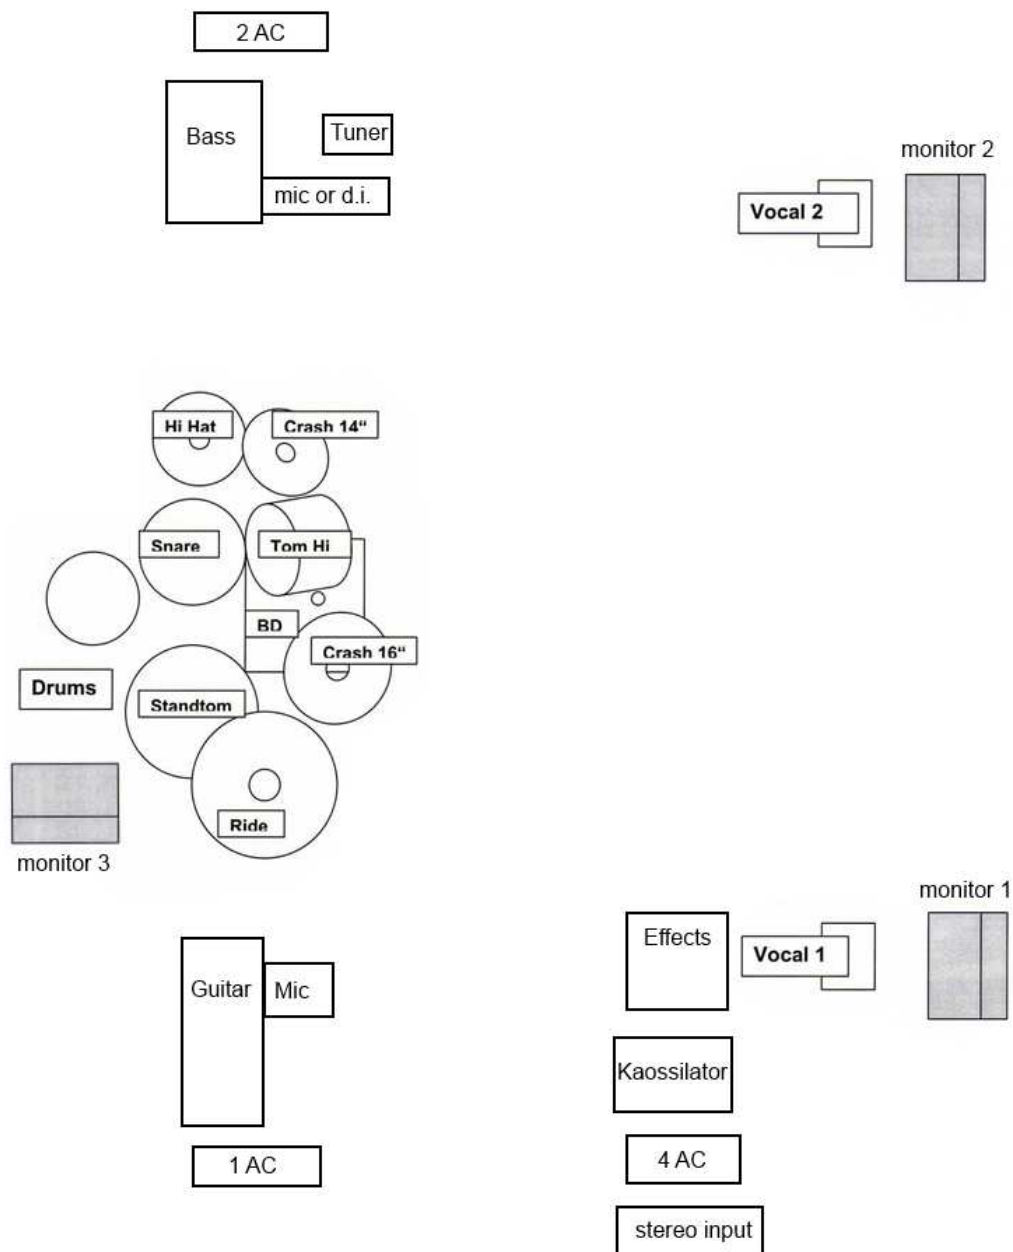 2 AC
Bass
Tuner
mic or d.i.
monitor 2
Vocal 2
Hi Hat
Crash 14“
Snare
Tom Hi
BD
Crash 16“
Drums
Standtom
Ride
monitor 3
monitor 1
Effects
Vocal 1
Guitar
Mic
Kaossilator
1 AC
4 AC
stereo input